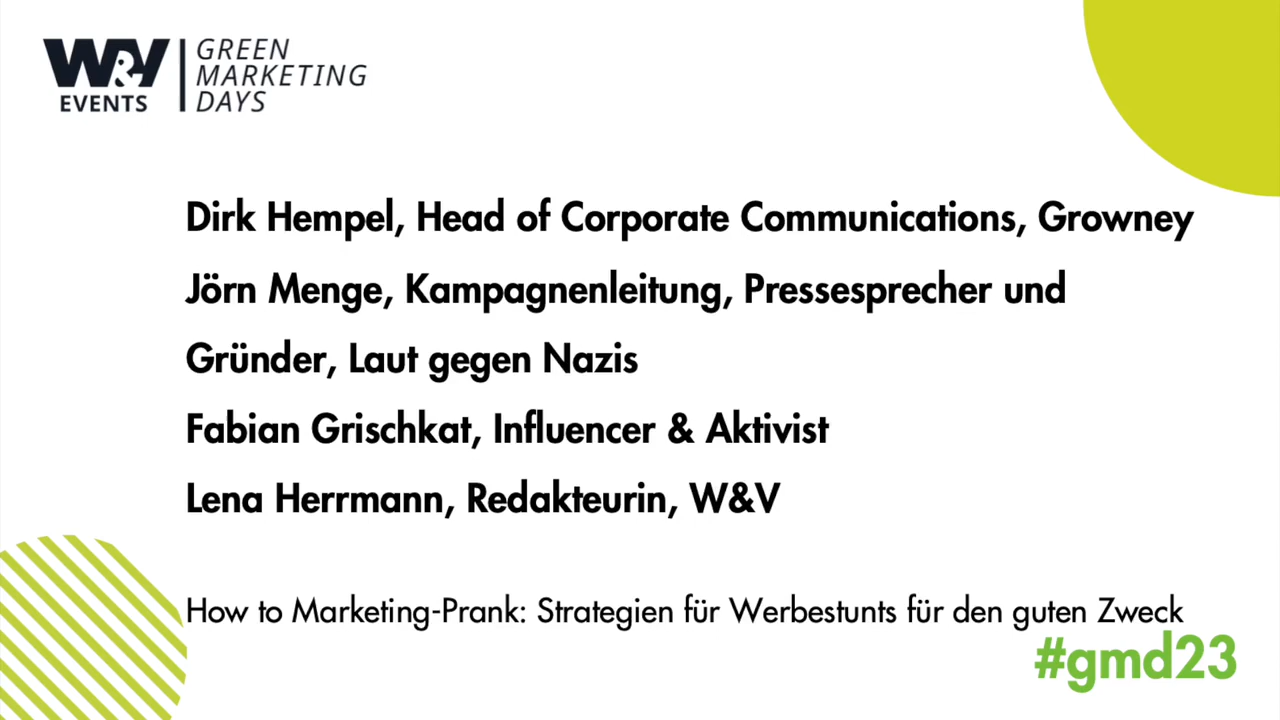 W&V
EVENTS
GREEN
MARKETING
DAYS
Dirk Hempel, Head of Corporate Communications, Growney
Jörn Menge, Kampagnenleitung, Pressesprecher und
Gründer, Laut gegen Nazis
Fabian Grischkat, Influencer & Aktivist
Lena Herrmann, Redakteurin, W&V
How to Marketing-Prank: Strategien für Werbestunts für den guten Zweck
#gmd23